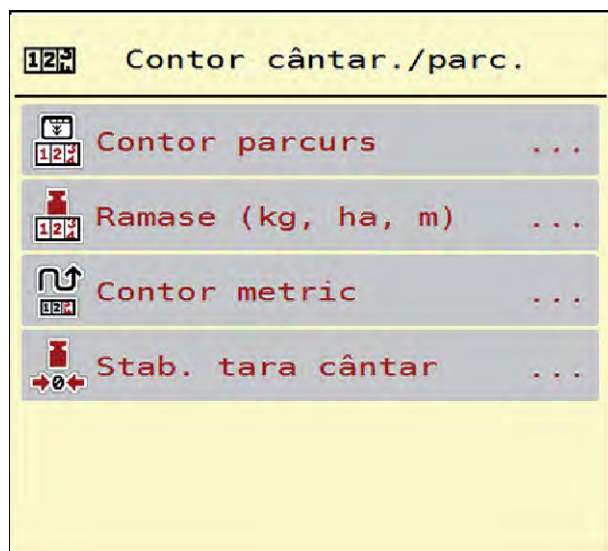 Contor cântar./parc.
Contor parcurs ...
Ramase (kg, ha, m) ...
Contor metric ...
Stab. tara cântar ...